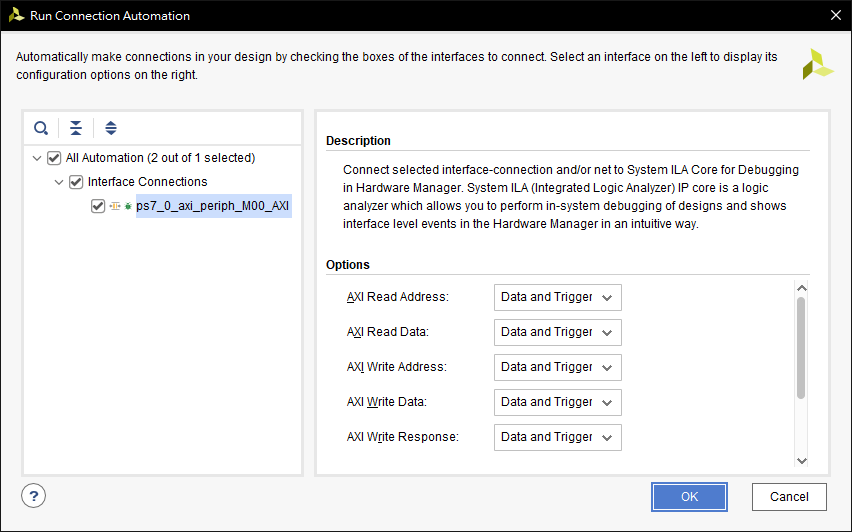 Run Connection Automation
Automatically make connections in your design by checking the boxes of the interfaces to connect. Select an interface on the left to display its
configuration options on the right.
All Automation (2 out of 1 selected)
Interface Connections
ps7_0_axi_periph_M00_AXI
Description
Connect selected interface-connection and/or net to System ILA Core for Debugging
in Hardware Manager. System ILA (Integrated Logic Analyzer) IP core is a logic
analyzer which allows you to perform in-system debugging of designs and shows
interface level events in the Hardware Manager in an intuitive way.
Options
AXI Read Address: Data and Trigger
AXI Read Data: Data and Trigger
AXI Write Address: Data and Trigger
AXI Write Data: Data and Trigger
AXI Write Response: Data and Trigger
? OK Cancel